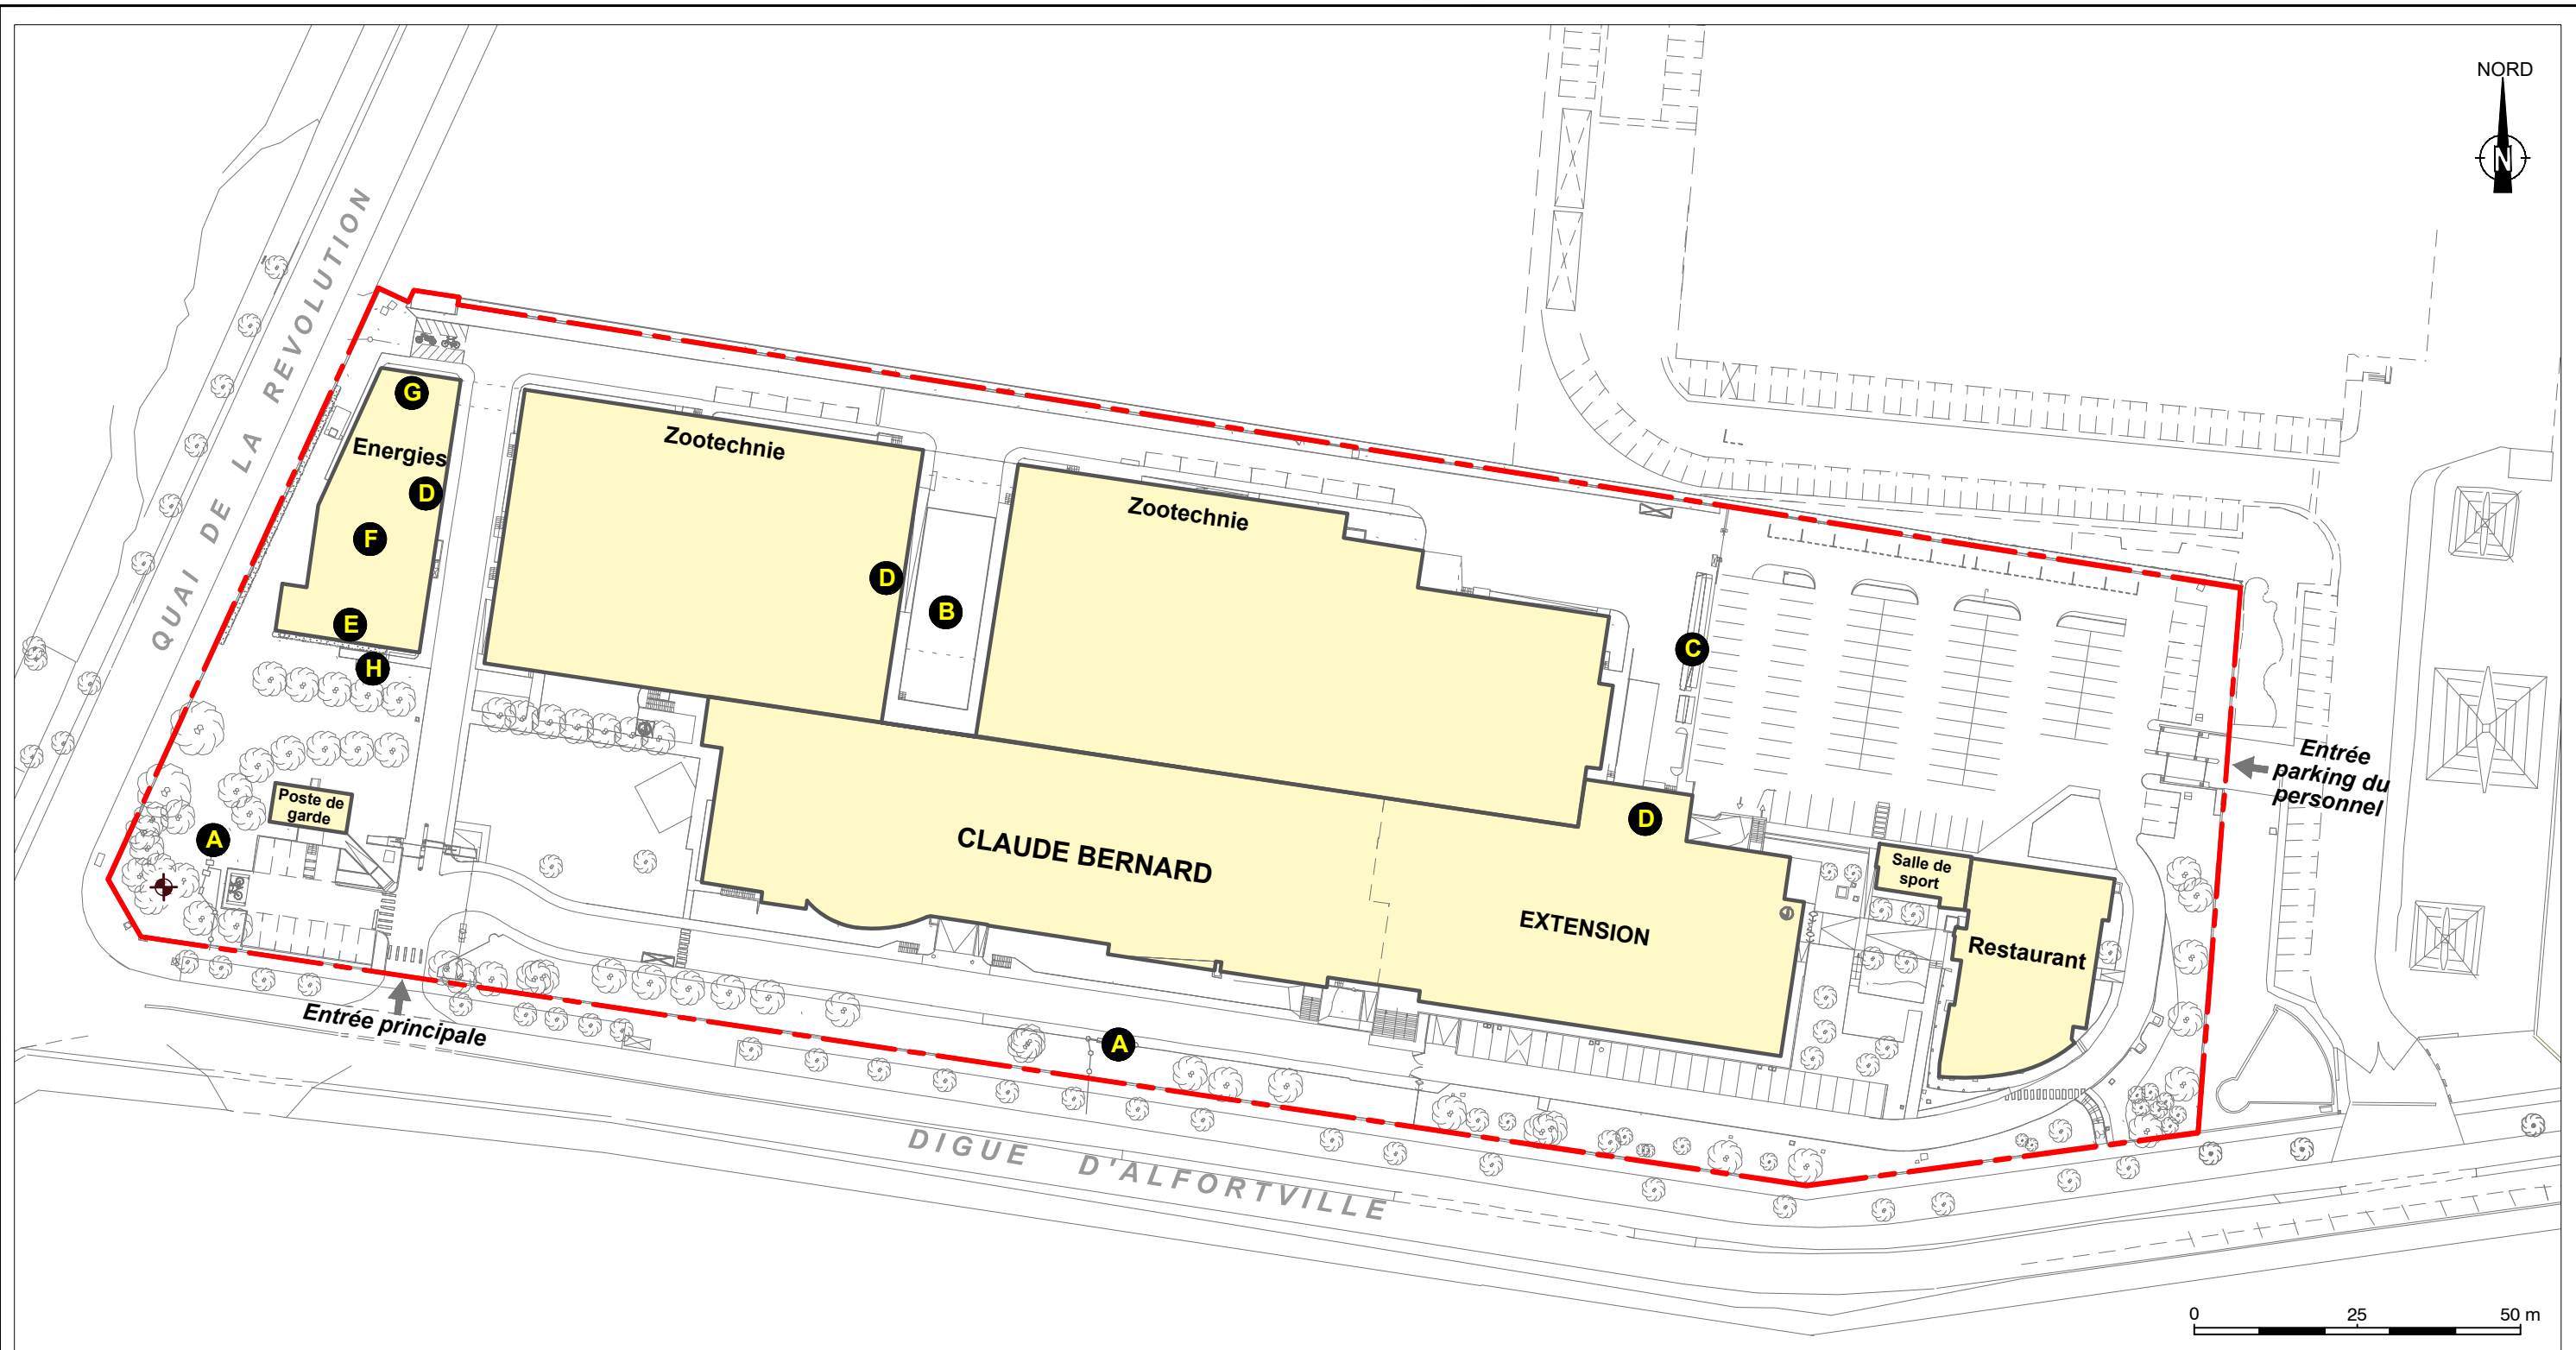 NORD
N
QUAI DE LA REVOLUTION
G
Energies
D
F
E
H
Zootechnie
D
B
Zootechnie
C
Entrée
parking du
personnel
Poste de
garde
A
CLAUDE BERNARD
D
EXTENSION
Salle de
sport
Restaurant
Entrée principale
A
DIGUE D'ALFORTVILLE
0 25 50 m